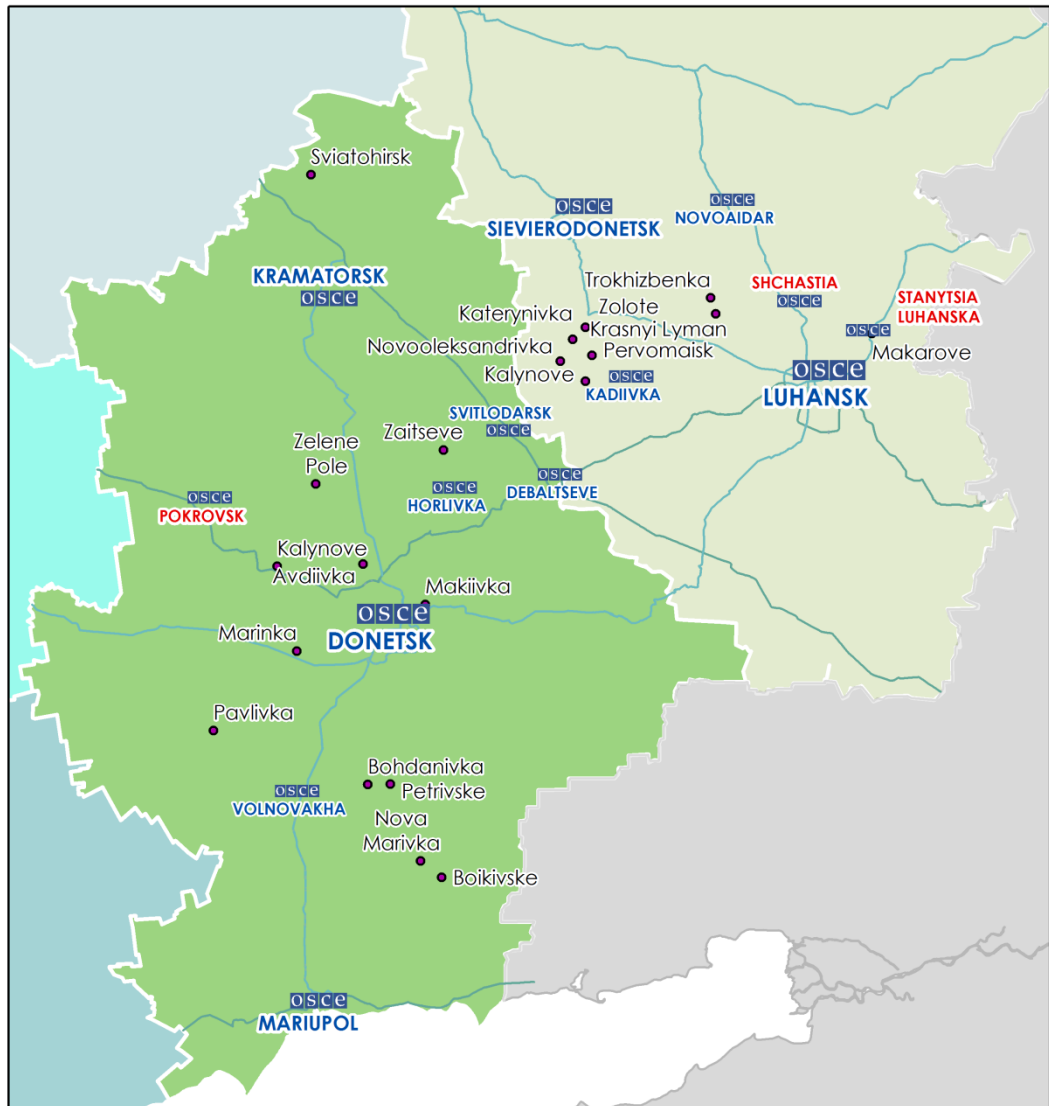 Sviatohirsk
osce
SIEVIERODONETSK
osce
NOVOAIDAR
KRAMATORSK
osce
Trokhizbenka
SHCHASTIA
osce
STANYTSIA
LUHANSKA
osce
Makarove
Zolote
Katerynivka
Krasnyi Lyman
Novooleksandrivka
Pervomaisk
Kalynove
osce
KADIIVKA
osce
LUHANSK
SVITLODARSK
osce
Zaitseve
Zelene
Pole
osce
HORLIVKA
osce
DEBALTSEVE
osce
POKROVSK
Kalynove
Avdiivka
Makiivka
osce
DONETSK
Marinka
Pavlivka
Bohdanivka
Petrivske
osce
VOLNOVAKHA
Nova
Marivka
Boikivske
osce
MARIUPOL